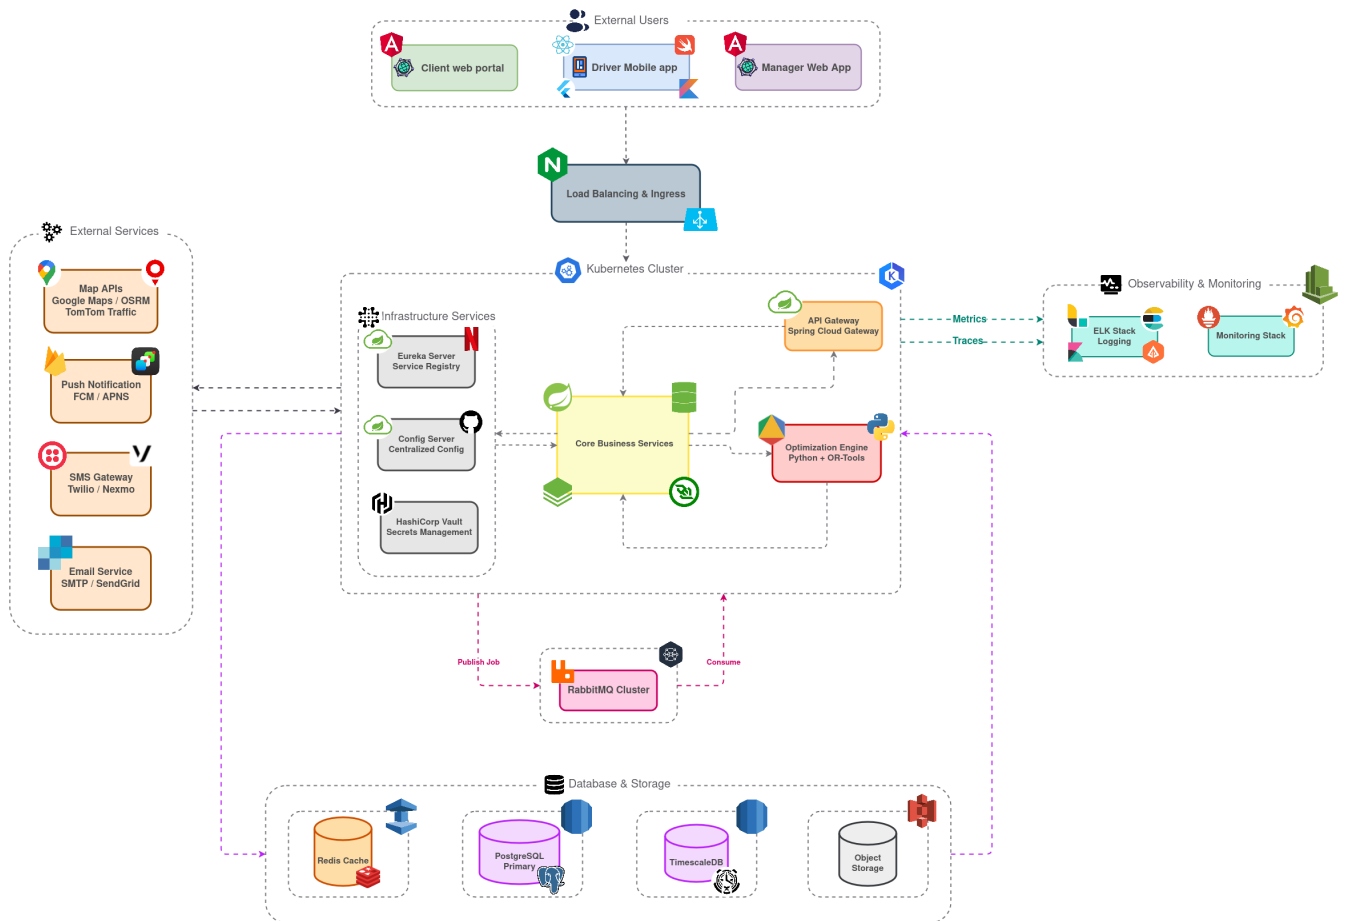 External Users
Client web portal
Driver Mobile app
Manager Web App
Load Balancing & Ingress
External Services
Map APIs
Google Maps / OSRM
TomTom Traffic
Push Notification
FCM / APNS
SMS Gateway
Twilio / Nexmo
Email Service
SMTP / SendGrid
Kubernetes Cluster
Infrastructure Services
Eureka Server
Service Registry
Config Server
Centralized Config
HashiCorp Vault
Secrets Management
Core Business Services
API Gateway
Spring Cloud Gateway
Optimization Engine
Python + OR-Tools
Metrics
Traces
Observability & Monitoring
ELK Stack
Logging
Monitoring Stack
Publish Job
Consume
RabbitMQ Cluster
Database & Storage
Redis Cache
PostgreSQL
Primary
TimescaleDB
Object
Storage